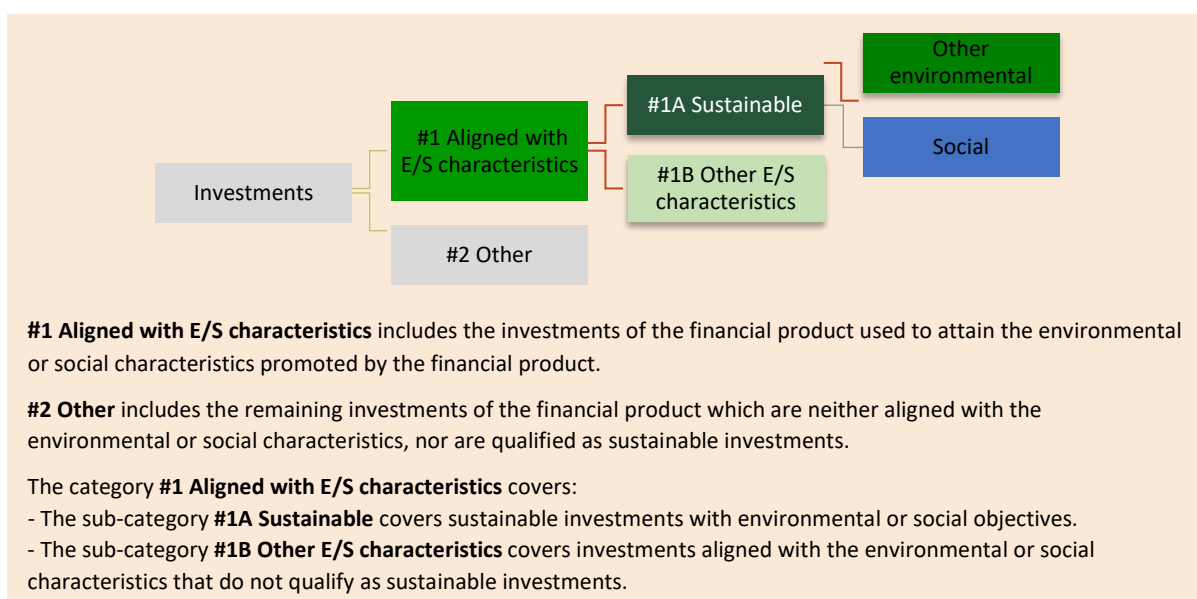 Other
environmental
#1A Sustainable
#1 Aligned with
E/S characteristics
Social
Investments
#1B Other E/S
characteristics
#2 Other
#1 Aligned with E/S characteristics includes the investments of the financial product used to attain the environmental
or social characteristics promoted by the financial product.
#2 Other includes the remaining investments of the financial product which are neither aligned with the
environmental or social characteristics, nor are qualified as sustainable investments.
The category #1 Aligned with E/S characteristics covers:
- The sub-category #1A Sustainable covers sustainable investments with environmental or social objectives.
- The sub-category #1B Other E/S characteristics covers investments aligned with the environmental or social
characteristics that do not qualify as sustainable investments.